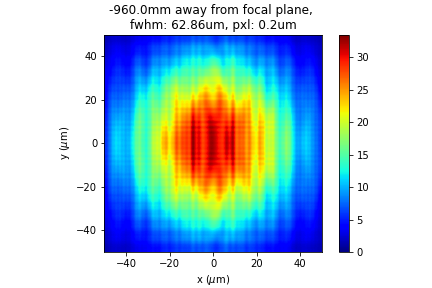 -960.0mm away from focal plane,
fwhm: 62.86um, pxl: 0.2um
40
20
0
−20
−40
y (μm)
−40 −20 0 20 40
x (μm)
30
25
20
15
10
5
0